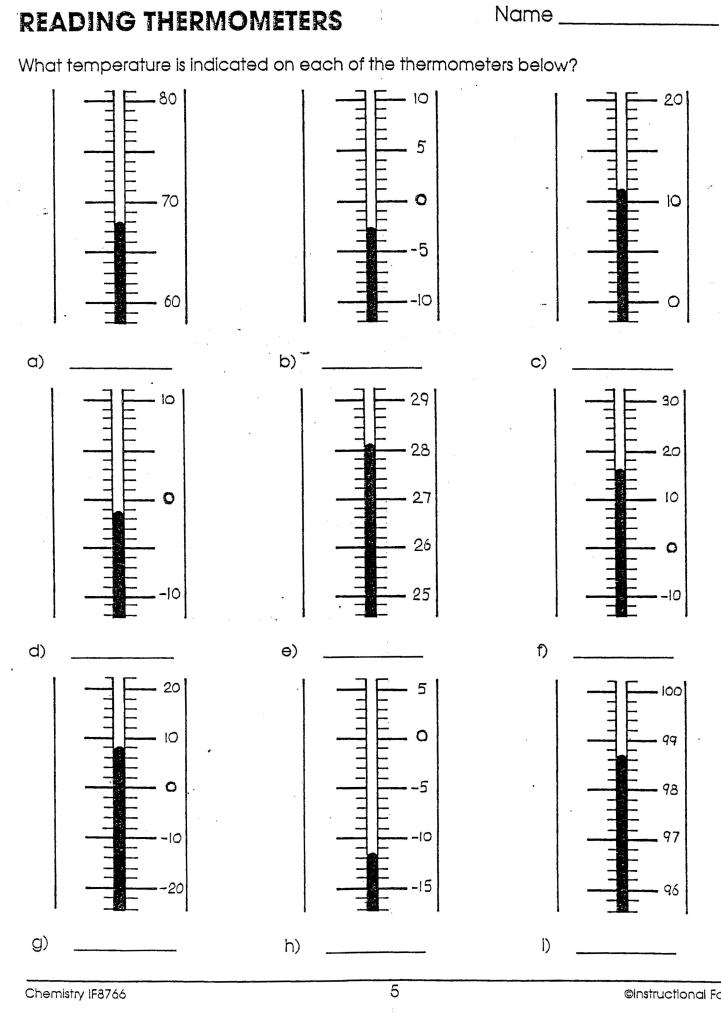 READING THERMOMETERS
Name
What temperature is indicated on each of the thermometers below?
80
70
60
10
5
0
-5
-10
20
10
0
a)
b)
c)
10
0
-10
29
28
27
26
25
30
20
10
0
-10
d)
e)
f)
20
10
0
-10
-20
5
0
-5
-10
-15
100
99
98
97
96
g)
h)
i)
Chemistry IF8766
5
©Instructional Fa